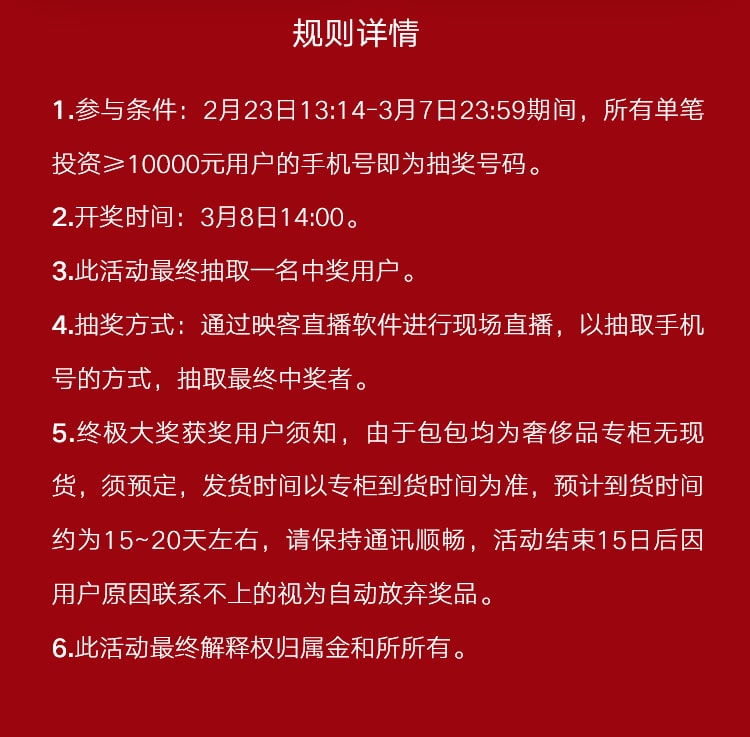 规则详情
1.参与条件：2月23日13:14-3月7日23:59期间，所有单笔
投资≥10000元用户的手机号即为抽奖号码。
2.开奖时间：3月8日14:00。
3.此活动最终抽取一名中奖用户。
4.抽奖方式：通过映客直播软件进行现场直播，以抽取手机
号的方式，抽取最终中奖者。
5.终极大奖获奖用户须知，由于包包均为奢侈品专柜无现
货，须预定，发货时间以专柜到货时间为准，预计到货时间
约为15~20天左右，请保持通讯顺畅，活动结束15日后因
用户原因联系不上的视为自动放弃奖品。
6.此活动最终解释权归属金和所所有。